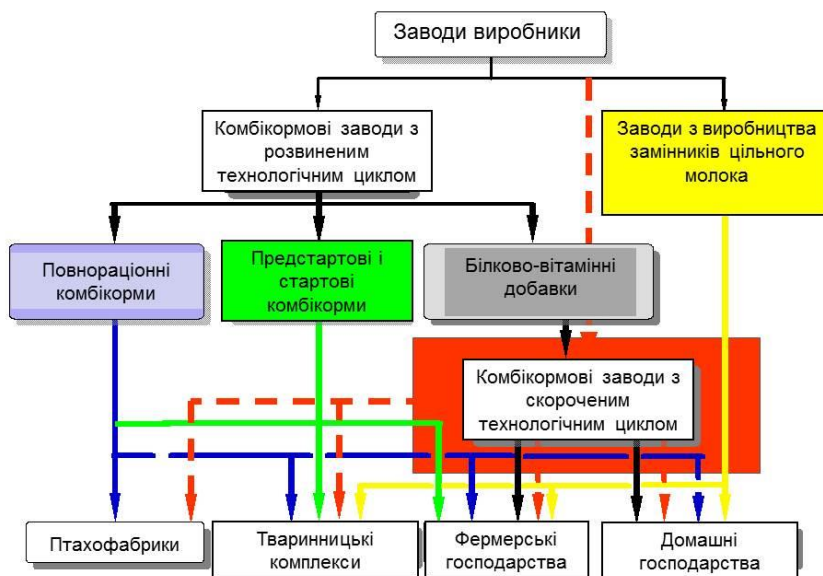 Заводи виробники
Комбікормові заводи з
розвиненим
технологічним циклом
Заводи з виробництва
замінників цільного
молока
Повнораціонні
комбікорми
Предстартові і
стартові
комбікорми
Білково-вітамінні
добавки
Комбікормові заводи з
скороченим
технологічним циклом
Птахофабрики
Тваринницькі
комплекси
Фермерські
господарства
Домашні
господарства